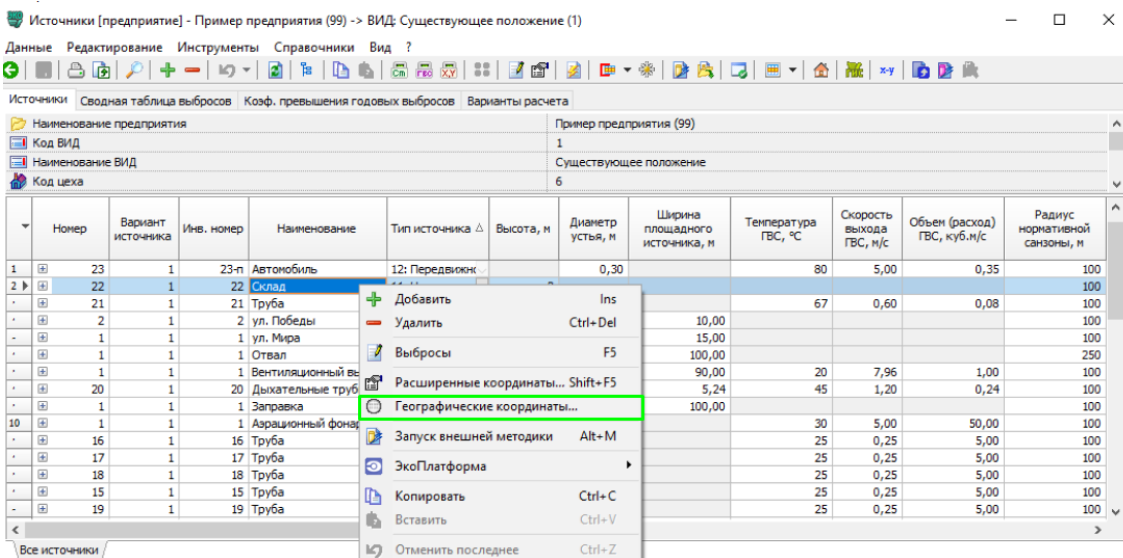 Источники [предприятие] - Пример предприятия (99) -> ВИД: Существующее положение (1)
Данные Редактирование Инструменты Справочники Вид ?
Источники Сводная таблица выбросов Коэф. превышения годовых выбросов Варианты расчета
Наименование предприятия Пример предприятия (99)
Код ВИД 1
Наименование ВИД Существующее положение
Код цеха 6
Номер Вариант источника Инв. номер Наименование Тип источника Высота, м Диаметр устья, м Ширина площадного источника, м Температура ГВС, °C Скорость выхода ГВС, м/с Объем (расход) ГВС, куб.м/с Радиус нормативной санзоны, м
1 23 1 23-п Автомобиль 12: Передвижн 0,30 80 5,00 0,35 100
2 22 1 22 Склад 100
21 1 21 Труба 67 0,60 0,08 100
2 1 2 ул. Победы 10,00 100
1 1 1 ул. Мира 15,00 100
1 1 1 Отвал 100,00 250
1 1 1 Вентиляционный вы 90,00 20 7,96 1,00 100
20 1 20 Дыхательные труб 5,24 45 1,20 0,24 100
1 1 1 Заправка 100,00 100
10 1 1 1 Аэрационный фонар 30 5,00 50,00 100
16 1 16 Труба 25 0,25 5,00 100
17 1 17 Труба 25 0,25 5,00 100
18 1 18 Труба 25 0,25 5,00 100
15 1 15 Труба 25 0,25 5,00 100
19 1 19 Труба 25 0,25 5,00 100
Добавить Ins
Удалить Ctrl+Del
Выбросы F5
Расширенные координаты... Shift+F5
Географические координаты...
Запуск внешней методики Alt+M
ЭкоПлатформа
Копировать Ctrl+C
Вставить Ctrl+V
Отменить последнее Ctrl+Z
Все источники